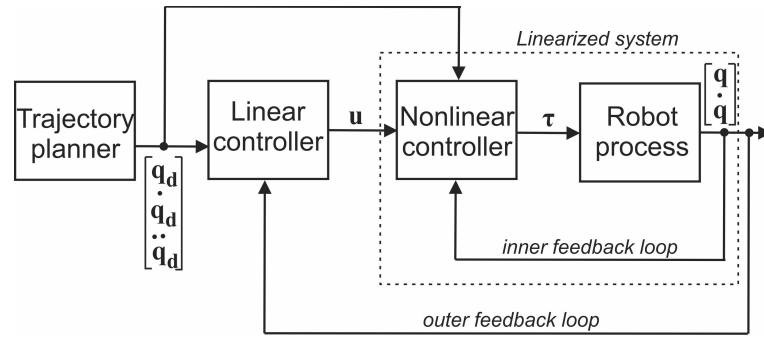 Linearized system
Trajectory
planner
Linear
controller
u
Nonlinear
controller
τ
Robot
process
[q
q̇]
[q_d
q̇_d
q̈_d]
inner feedback loop
outer feedback loop